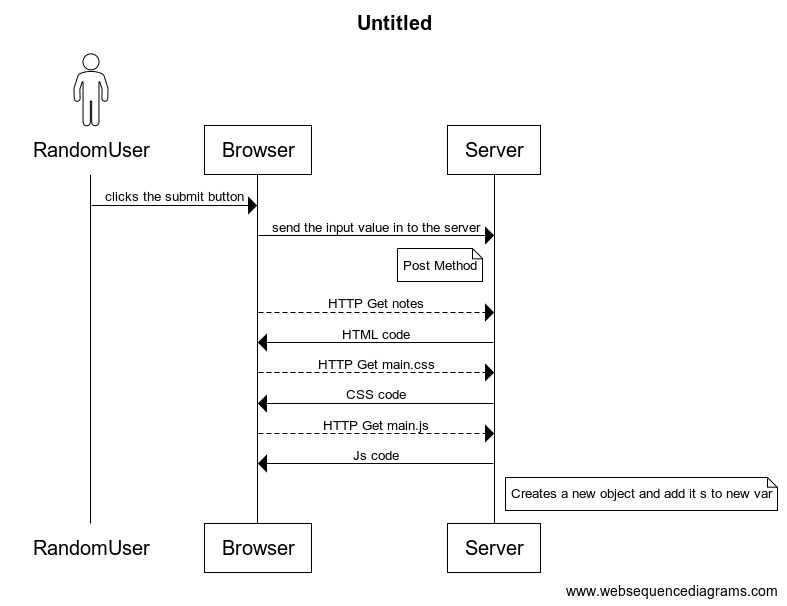 Untitled
RandomUser
Browser
Server
clicks the submit button
send the input value in to the server
Post Method
HTTP Get notes
HTML code
HTTP Get main.css
CSS code
HTTP Get main.js
Js code
Creates a new object and add it s to new var
RandomUser
Browser
Server
www.websequencediagrams.com